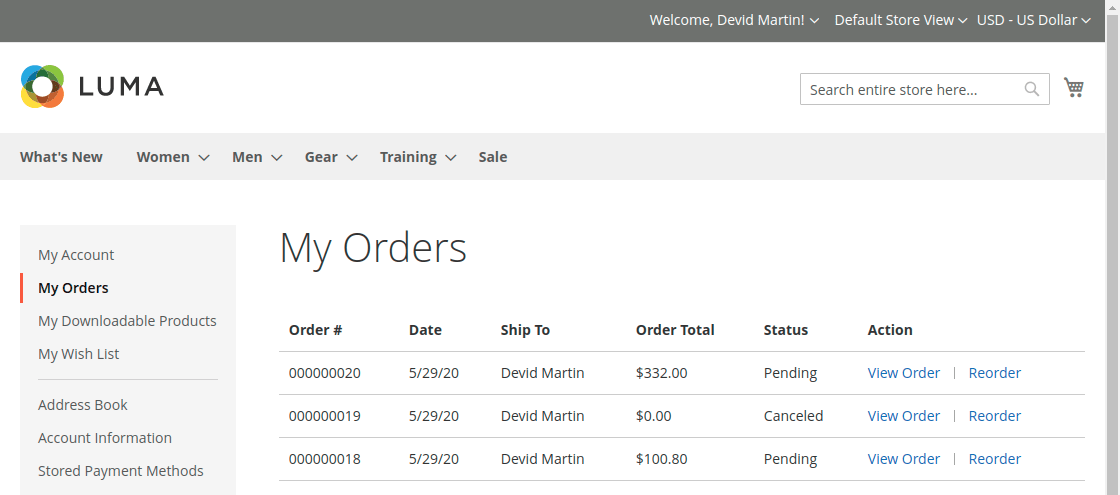 Welcome, Devid Martin! Default Store View USD - US Dollar
LUMA
Search entire store here...
What's New Women Men Gear Training Sale
My Account
My Orders
My Downloadable Products
My Wish List
Address Book
Account Information
Stored Payment Methods
My Orders
Order # Date Ship To Order Total Status Action
000000020 5/29/20 Devid Martin $332.00 Pending View Order | Reorder
000000019 5/29/20 Devid Martin $0.00 Canceled View Order | Reorder
000000018 5/29/20 Devid Martin $100.80 Pending View Order | Reorder